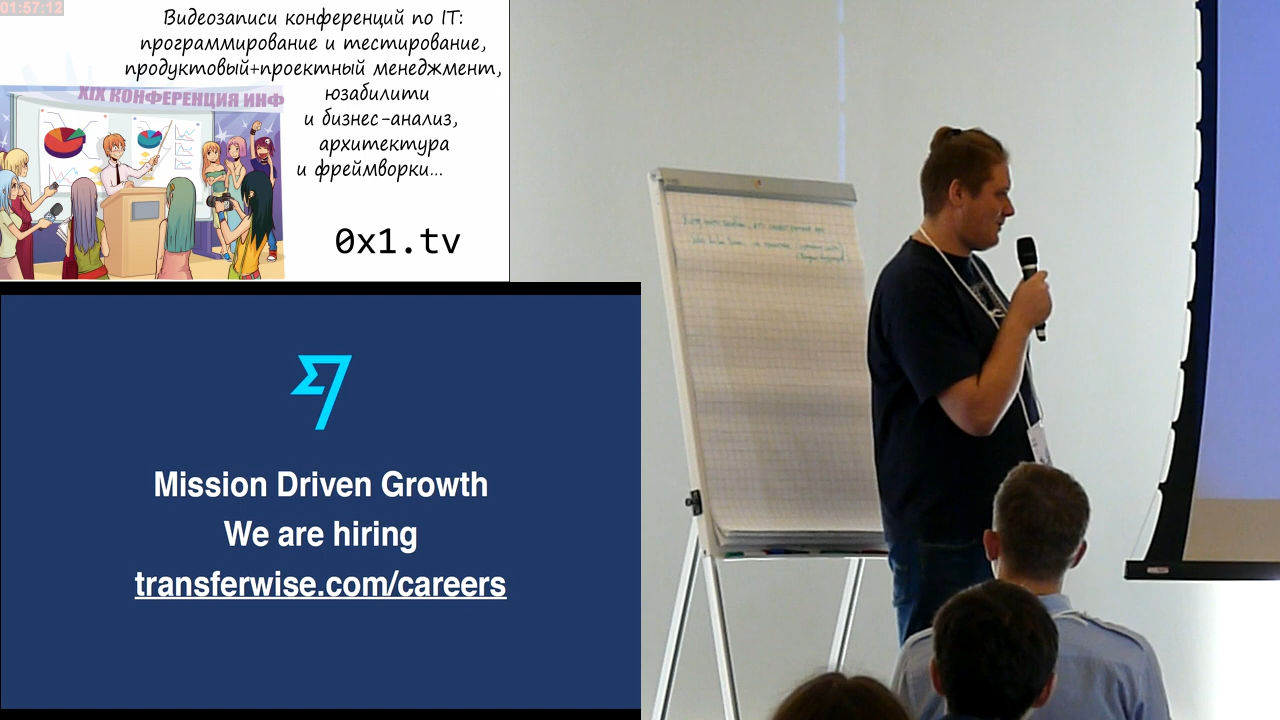 01:57:12
Видеозаписи конференций по IT:
программирование и тестирование,
продуктовый+проектный менеджмент,
юзабилити
и бизнес-анализ,
архитектура
и фреймворки...
XIX КОНФЕРЕНЦИЯ ИНФ
0x1.tv
Mission Driven Growth
We are hiring
transferwise.com/careers